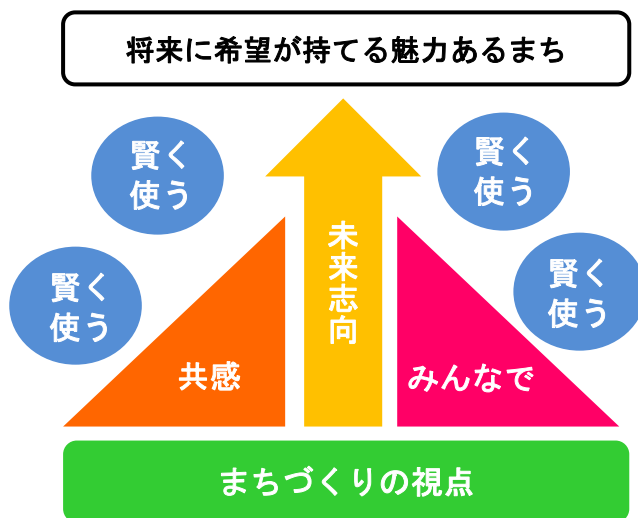 将来に希望が持てる魅力あるまち
賢く
使う
賢く
使う
賢く
使う
賢く
使う
未来志向
共感
みんなで
まちづくりの視点